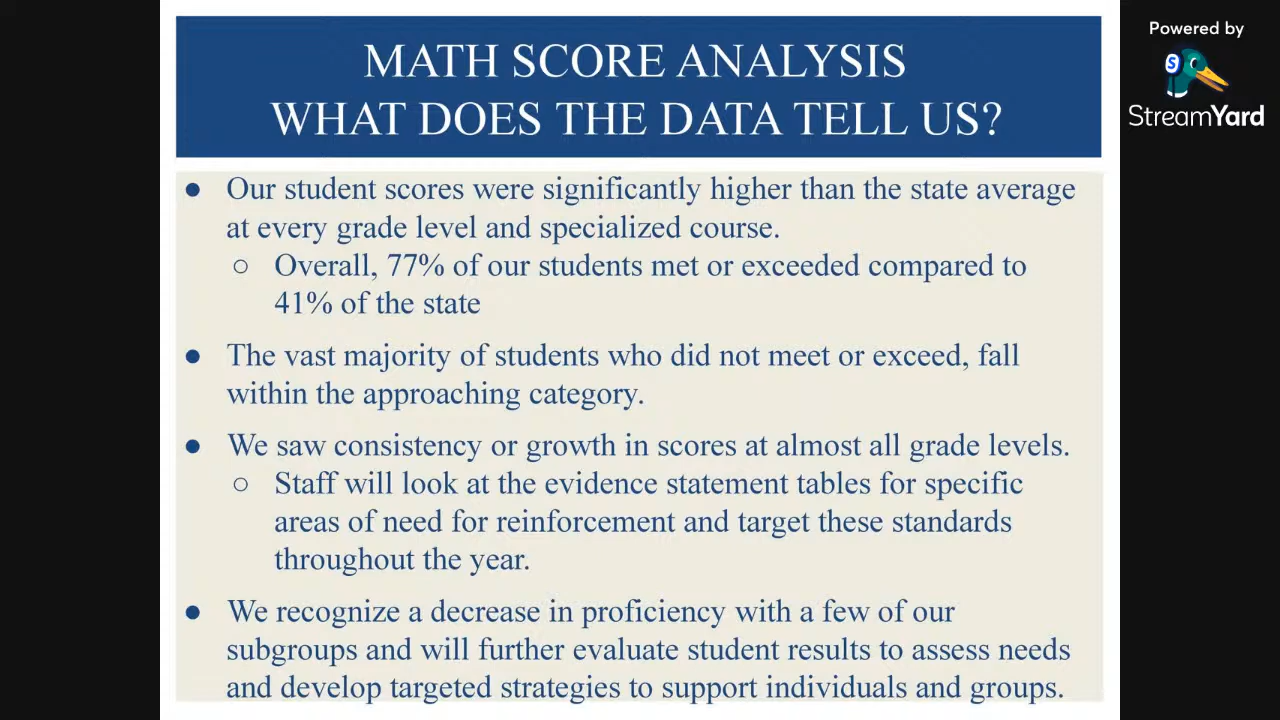 MATH SCORE ANALYSIS
WHAT DOES THE DATA TELL US?
● Our student scores were significantly higher than the state average
at every grade level and specialized course.
○ Overall, 77% of our students met or exceeded compared to
41% of the state
● The vast majority of students who did not meet or exceed, fall
within the approaching category.
● We saw consistency or growth in scores at almost all grade levels.
○ Staff will look at the evidence statement tables for specific
areas of need for reinforcement and target these standards
throughout the year.
● We recognize a decrease in proficiency with a few of our
subgroups and will further evaluate student results to assess needs
and develop targeted strategies to support individuals and groups.
Powered by
S
StreamYard